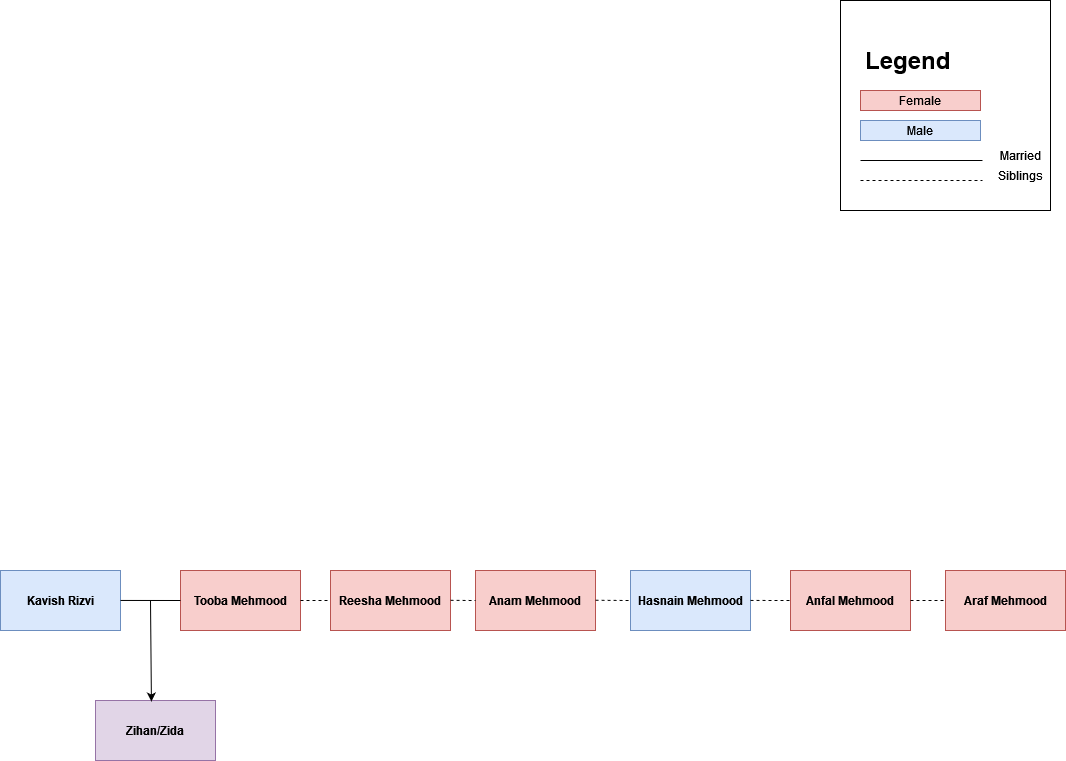 Legend
Female
Male
Married
Siblings
Kavish Rizvi
Tooba Mehmood
Reesha Mehmood
Anam Mehmood
Hasnain Mehmood
Anfal Mehmood
Araf Mehmood
Zihan/Zida